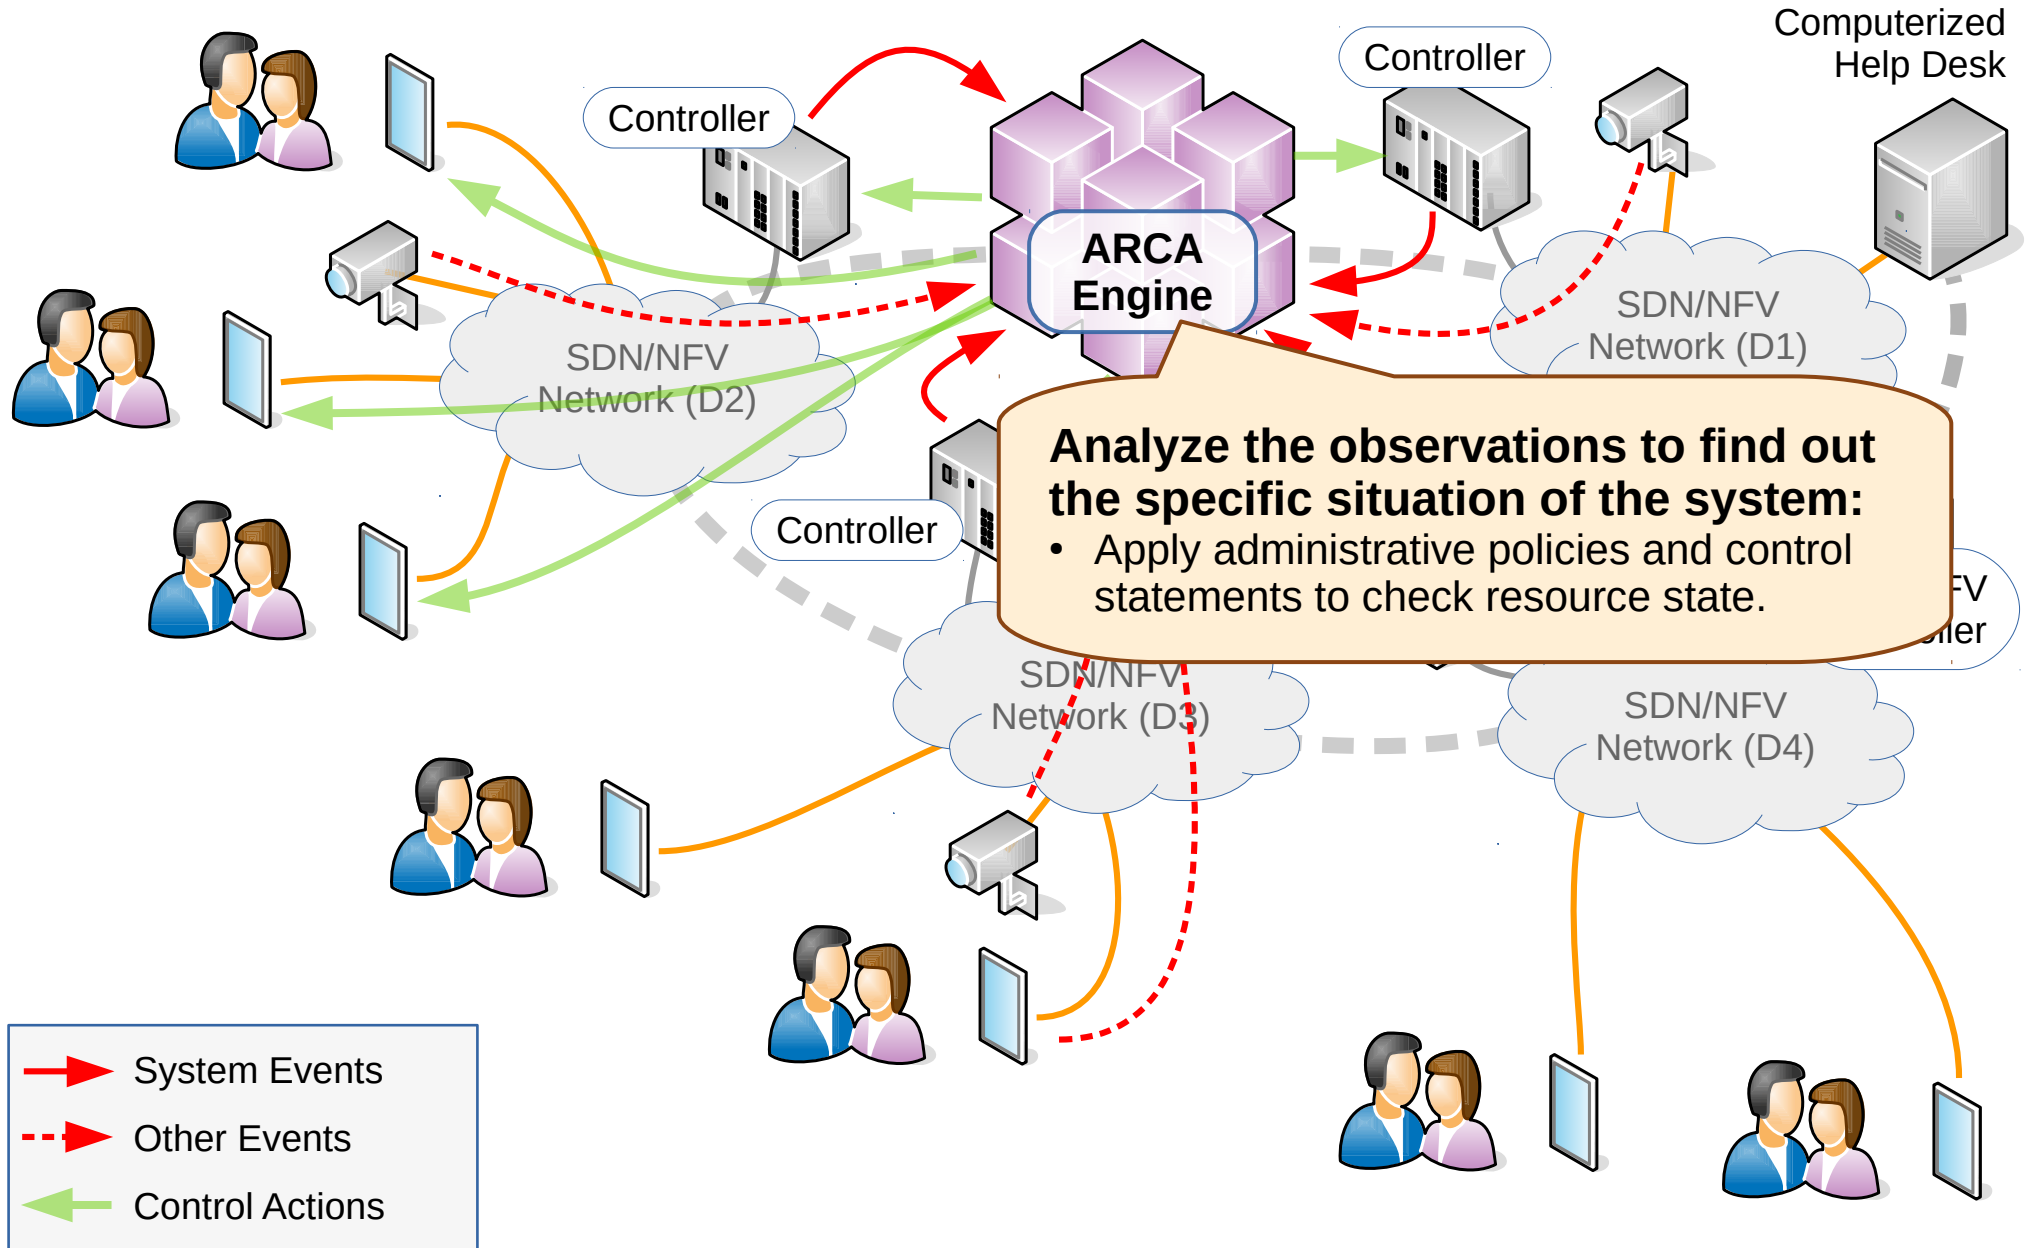 Computerized
Help Desk
Controller
Controller
ARCA
Engine
SDN/NFV
Network (D1)
SDN/NFV
Network (D2)
Analyze the observations to find out
the specific situation of the system:
• Apply administrative policies and control
statements to check resource state.
Controller
SDN/NFV
Network (D3)
SDN/NFV
Network (D4)
System Events
Other Events
Control Actions